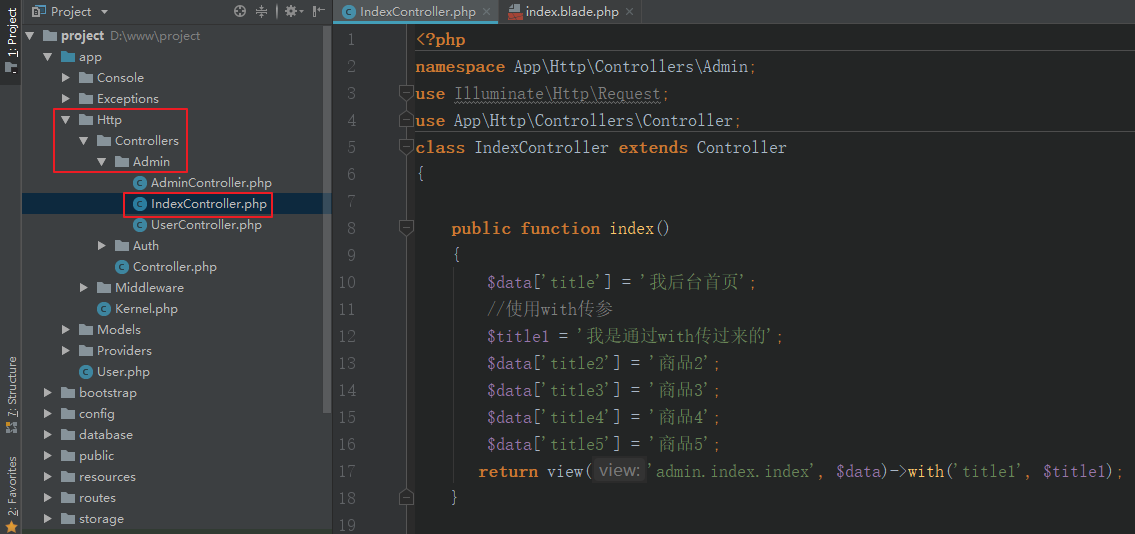 1: Project
7: Structure
2: Favorites
Project
project D:\www\project
app
Console
Exceptions
Http
Controllers
Admin
AdminController.php
IndexController.php
UserController.php
Auth
Controller.php
Middleware
Kernel.php
Models
Providers
User.php
bootstrap
config
database
public
resources
routes
storage
IndexController.php
index.blade.php
1 <?php
2 namespace App\Http\Controllers\Admin;
3 use Illuminate\Http\Request;
4 use App\Http\Controllers\Controller;
5 class IndexController extends Controller
6 {
7
8 public function index()
9 {
10 $data['title'] = '我后台首页';
11 //使用with传参
12 $title1 = '我是通过with传过来的';
13 $data['title2'] = '商品2';
14 $data['title3'] = '商品3';
15 $data['title4'] = '商品4';
16 $data['title5'] = '商品5';
17 return view( view: 'admin.index.index', $data)->with('title1', $title1);
18 }
19